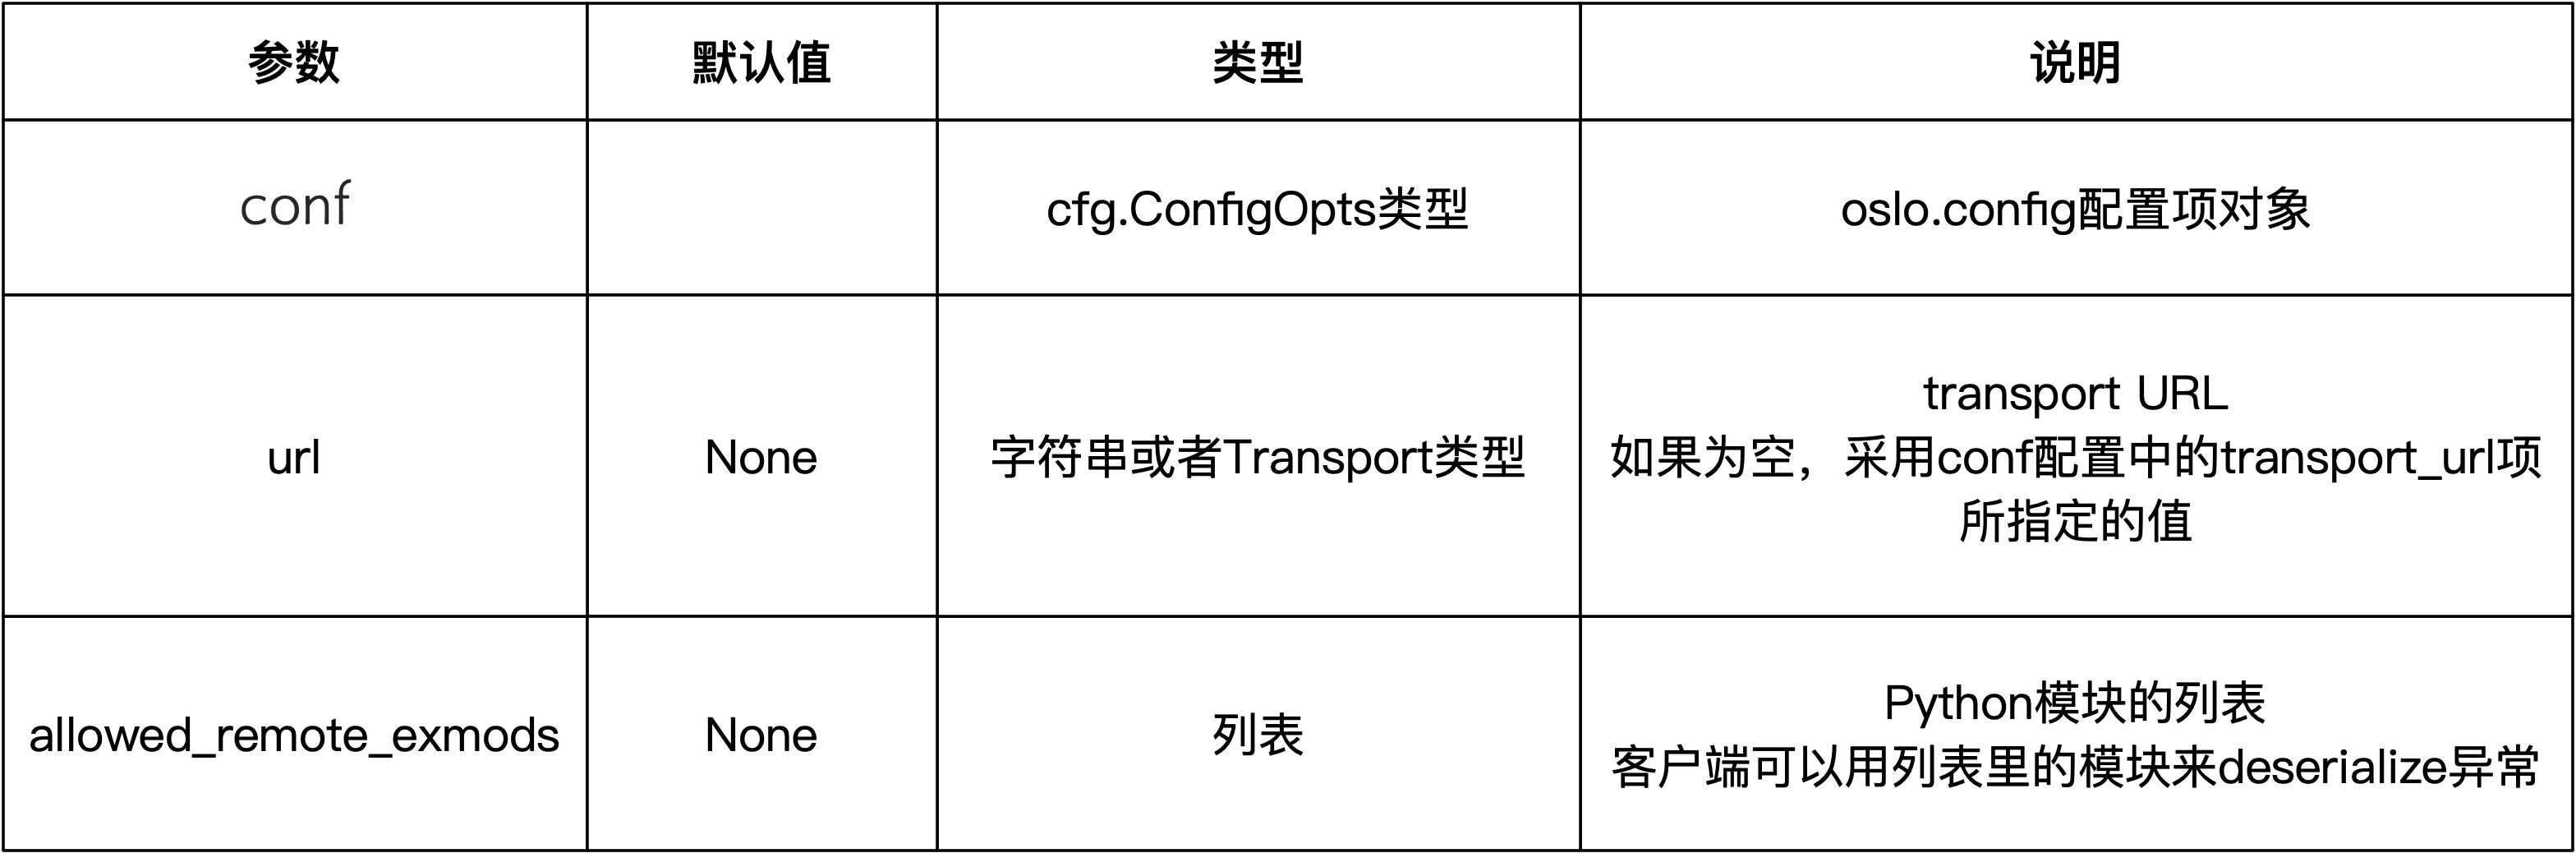 参数 默认值 类型 说明
conf cfg.ConfigOpts类型 oslo.config配置项对象
url None 字符串或者Transport类型 transport URL
如果为空，采用conf配置中的transport_url项
所指定的值
allowed_remote_exmods None 列表 Python模块的列表
客户端可以用列表里的模块来deserialize异常